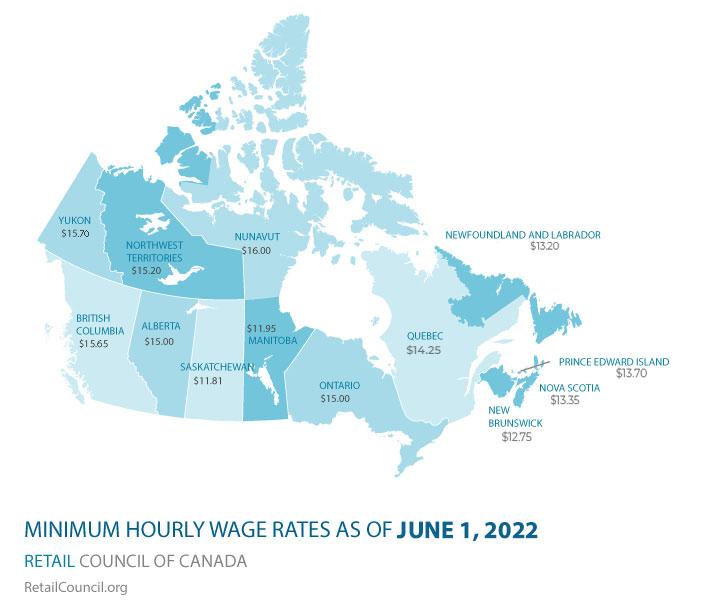 YUKON
$15.70
NORTHWEST
TERRITORIES
$15.20
NUNAVUT
$16.00
NEWFOUNDLAND AND LABRADOR
$13.20
BRITISH
COLUMBIA
$15.65
ALBERTA
$15.00
SASKATCHEWAN
$11.81
$11.95
MANITOBA
ONTARIO
$15.00
QUEBEC
$14.25
PRINCE EDWARD ISLAND
$13.70
NOVA SCOTIA
$13.35
NEW
BRUNSWICK
$12.75
MINIMUM HOURLY WAGE RATES AS OF JUNE 1, 2022
RETAIL COUNCIL OF CANADA
RetailCouncil.org